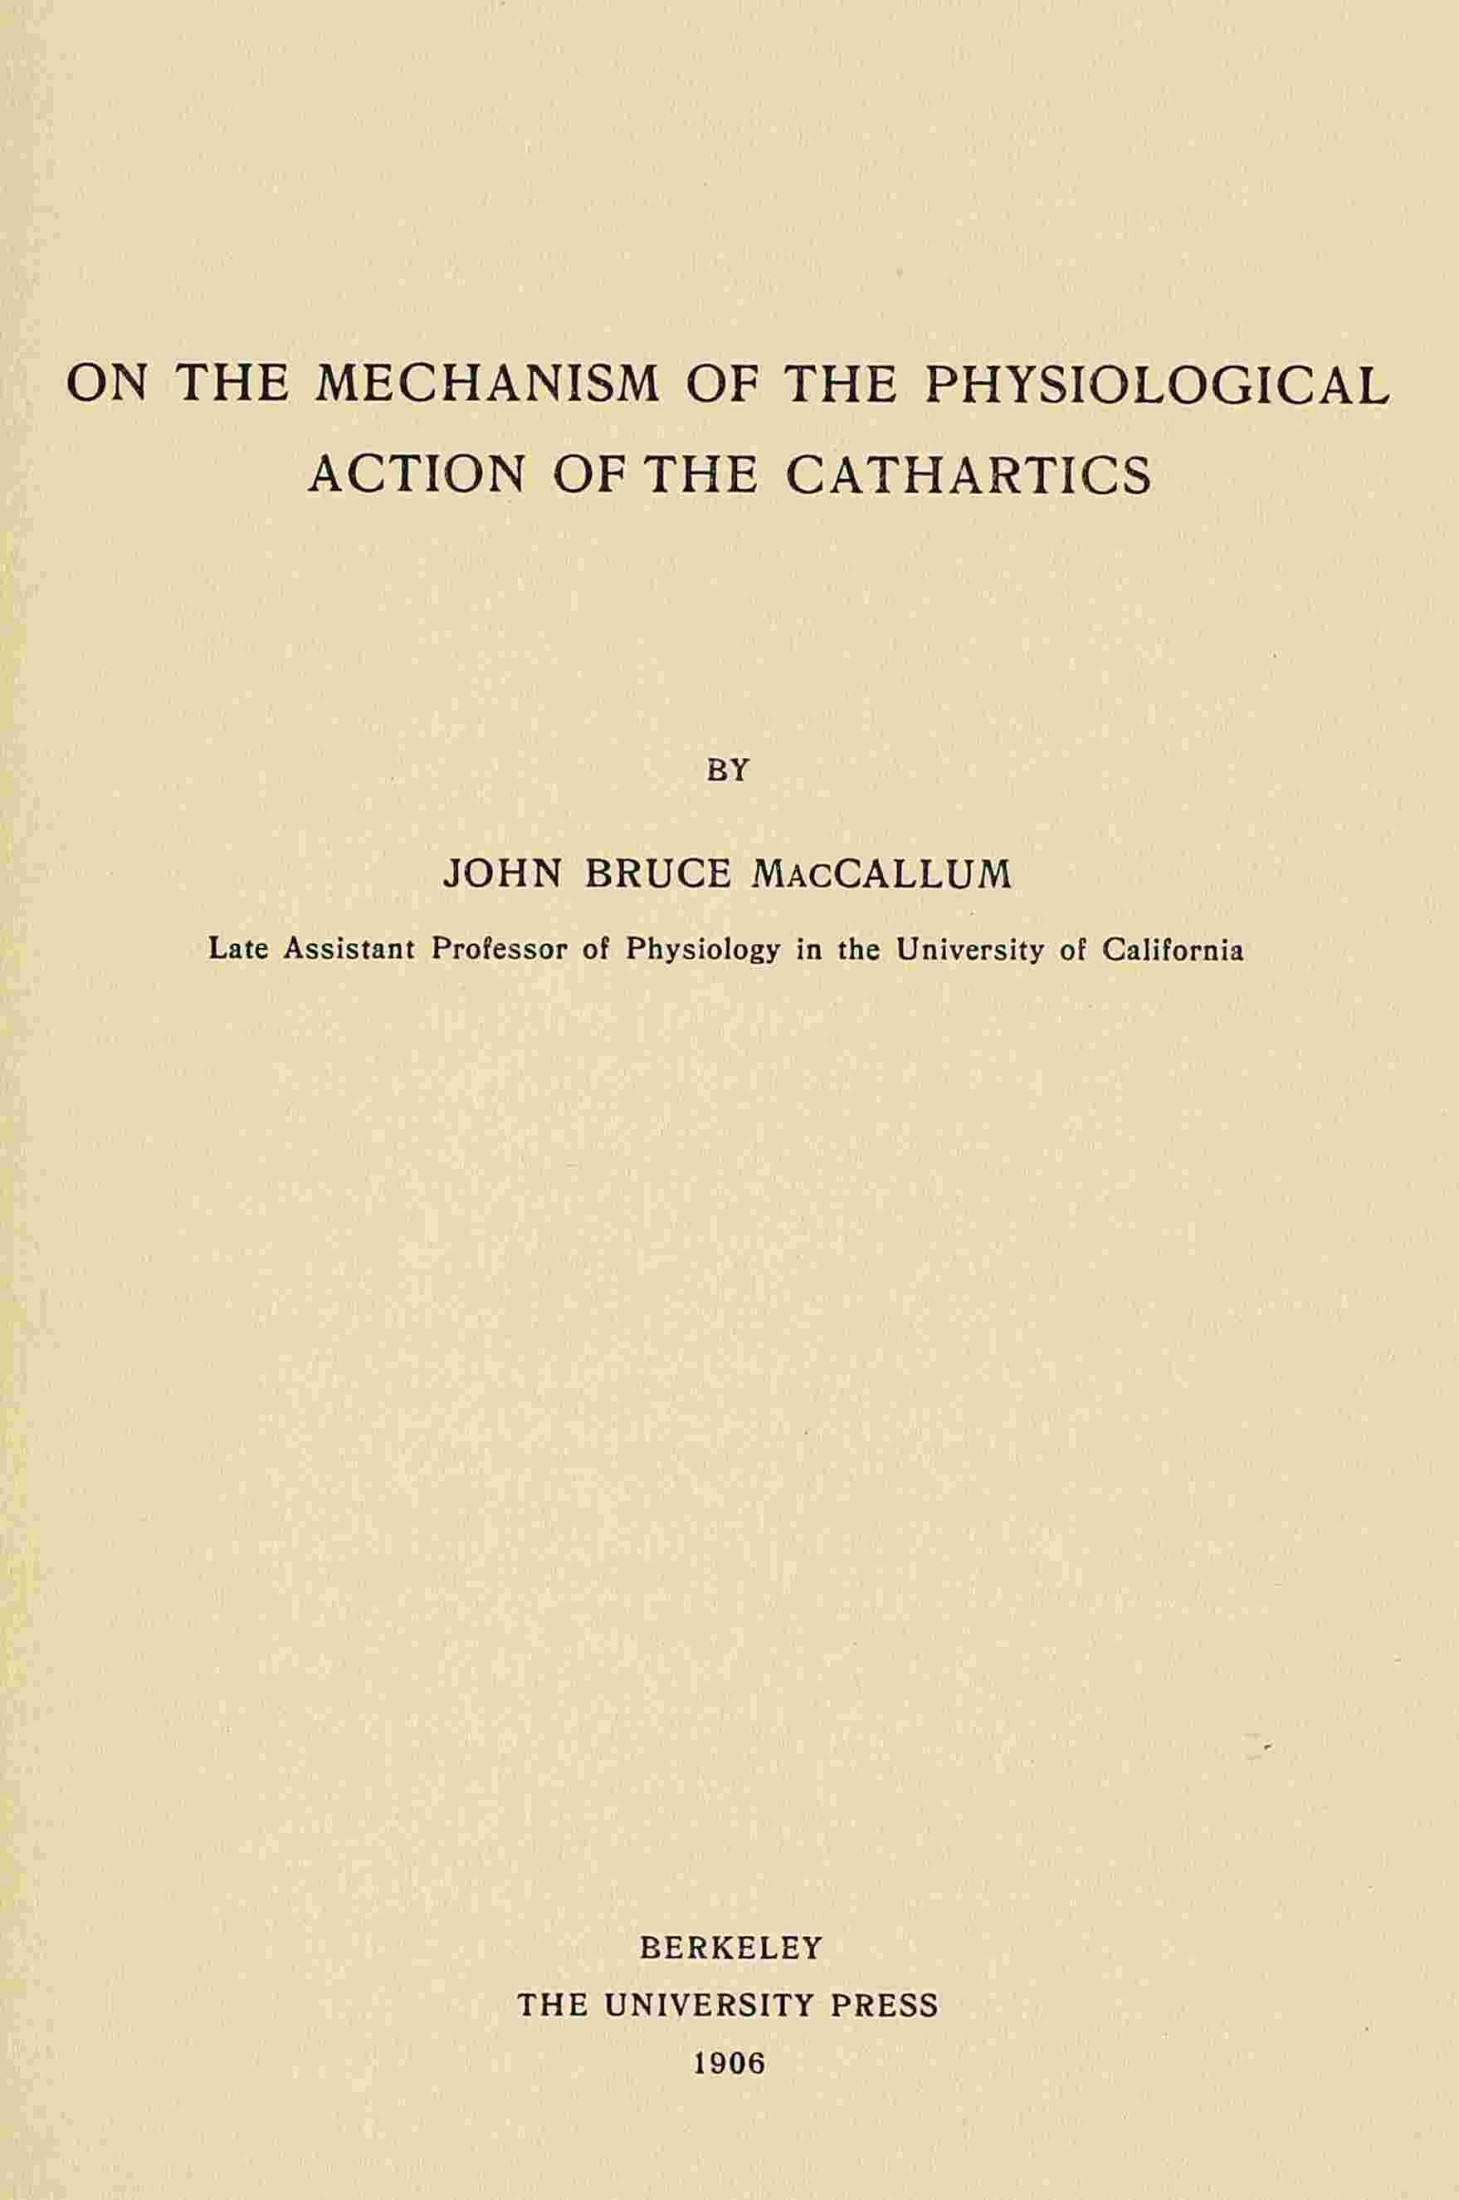 ON THE MECHANISM OF THE PHYSIOLOGICAL
ACTION OF THE CATHARTICS
BY
JOHN BRUCE MACCALLUM
Late Assistant Professor of Physiology in the University of California
BERKELEY
THE UNIVERSITY PRESS
1906